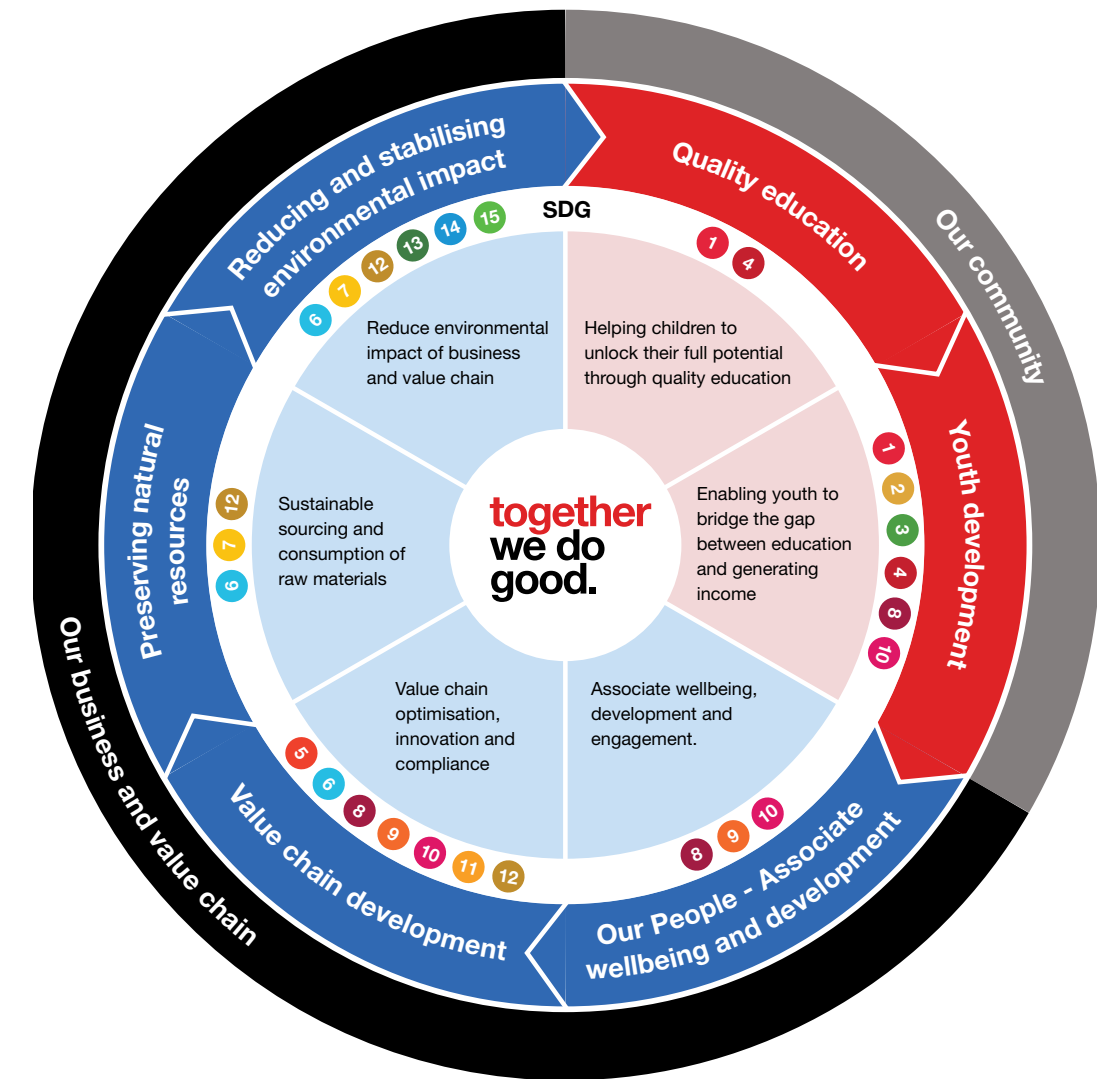 Our community
Our business and value chain
Quality education
Youth development
Our People - Associate
wellbeing and development
Value chain development
Preserving natural
resources
Reducing and stabilising
environmental impact
SDG
1
4
Helping children to
unlock their full potential
through quality education
1
2
3
4
8
10
Enabling youth to
bridge the gap
between education
and generating
income
10
9
8
Associate wellbeing,
development and
engagement.
5
6
8
9
10
11
12
Value chain
optimisation,
innovation and
compliance
12
7
6
Sustainable
sourcing and
consumption of
raw materials
6
7
12
13
14
15
Reduce environmental
impact of business
and value chain
together
we do
good.